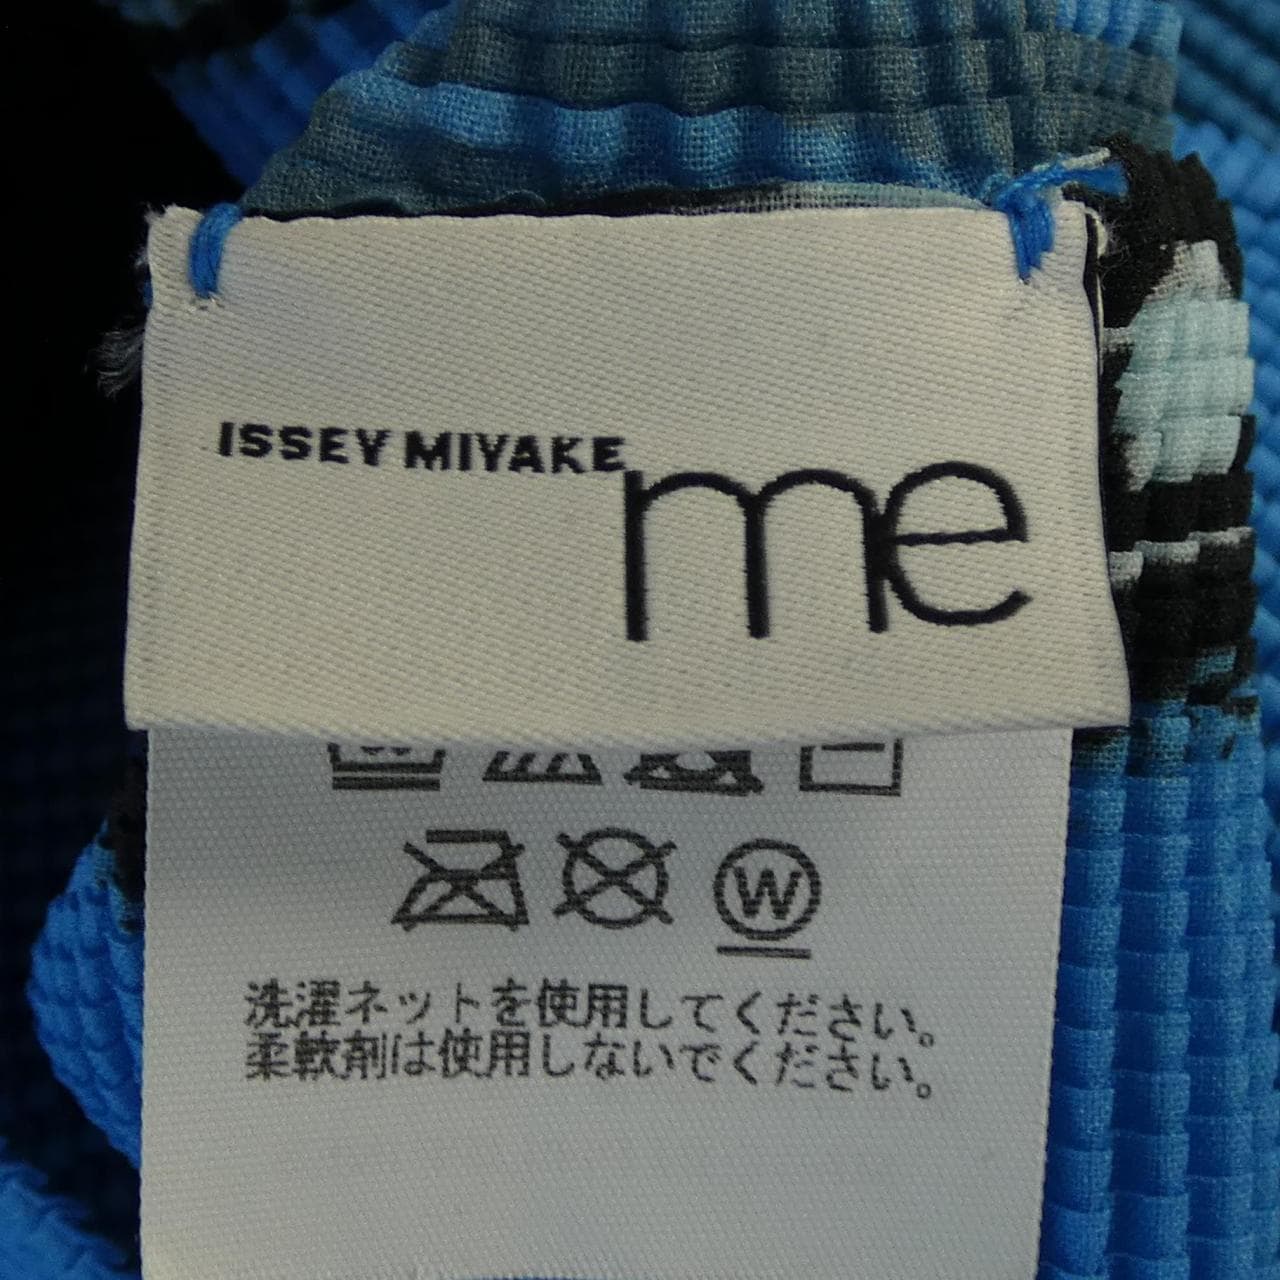 ISSEY MIYAKE
me
W
洗濯ネットを使用してください。
柔軟剤は使用しないでください。